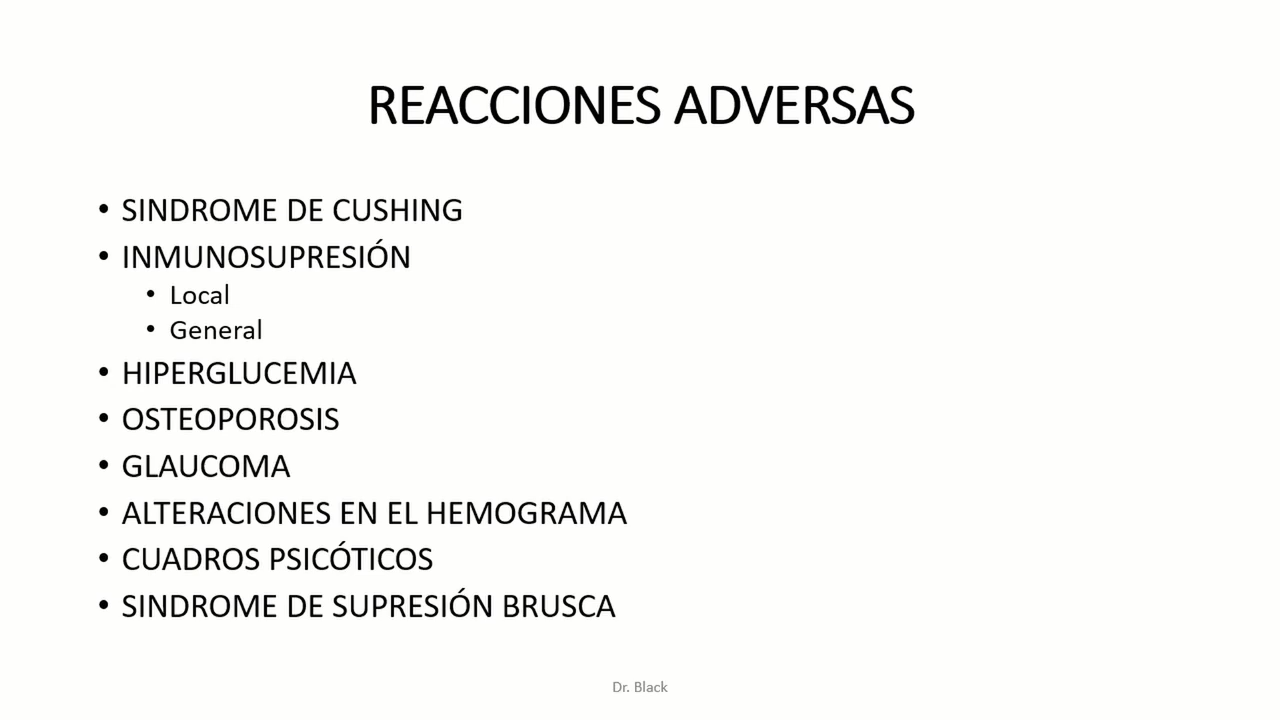 REACCIONES ADVERSAS
• SINDROME DE CUSHING
• INMUNOSUPRESIÓN
• Local
• General
• HIPERGLUCEMIA
• OSTEOPOROSIS
• GLAUCOMA
• ALTERACIONES EN EL HEMOGRAMA
• CUADROS PSICÓTICOS
• SINDROME DE SUPRESIÓN BRUSCA
Dr. Black